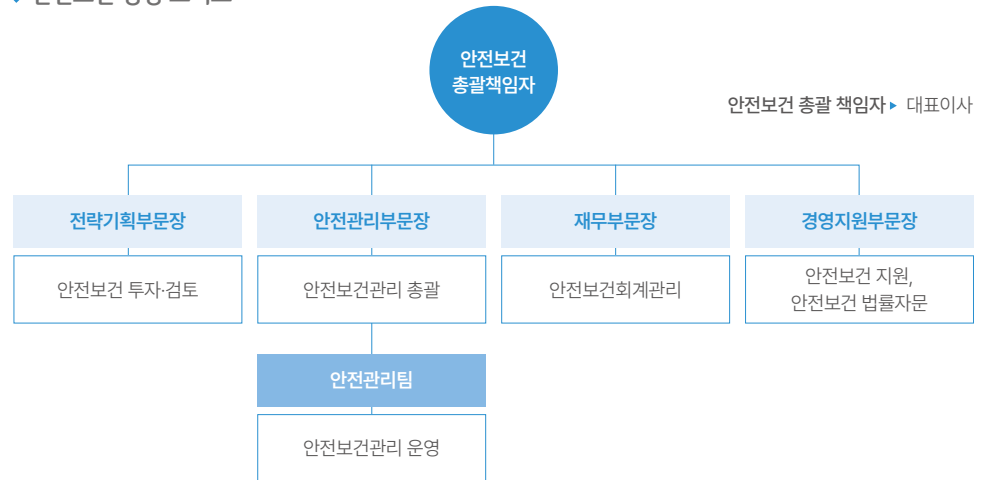 안전보건
총괄책임자
안전보건 총괄 책임자 ▸ 대표이사
전략기획부문장
안전관리부문장
재무부문장
경영지원부문장
안전보건 투자·검토
안전보건관리 총괄
안전보건회계관리
안전보건 지원,
안전보건 법률자문
안전관리팀
안전보건관리 운영